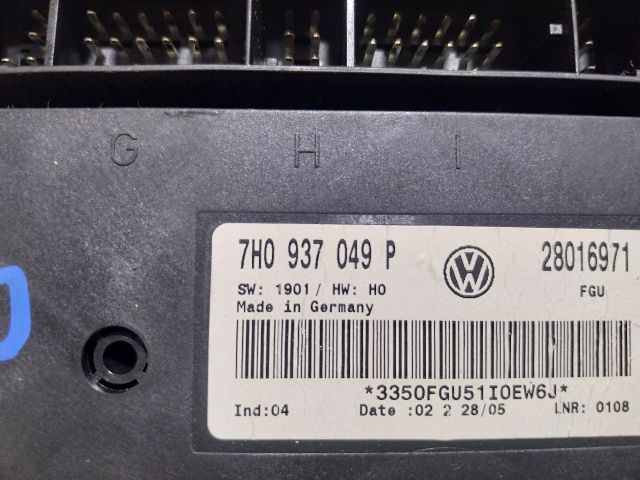 G H I
7H0 937 049 P 28016971
SW: 1901 / HW: H0 FGU
Made in Germany
*3350FGU51I0EW6J*
Ind:04 Date :02 2 28/05 LNR: 0108